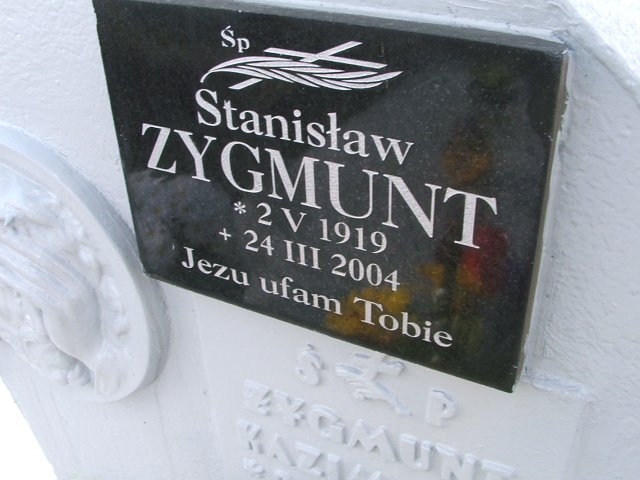 Śp
Stanisław
ZYGMUNT
* 2 V 1919
+ 24 III 2004
Jezu ufam Tobie
Ś P
ZYGMUNT